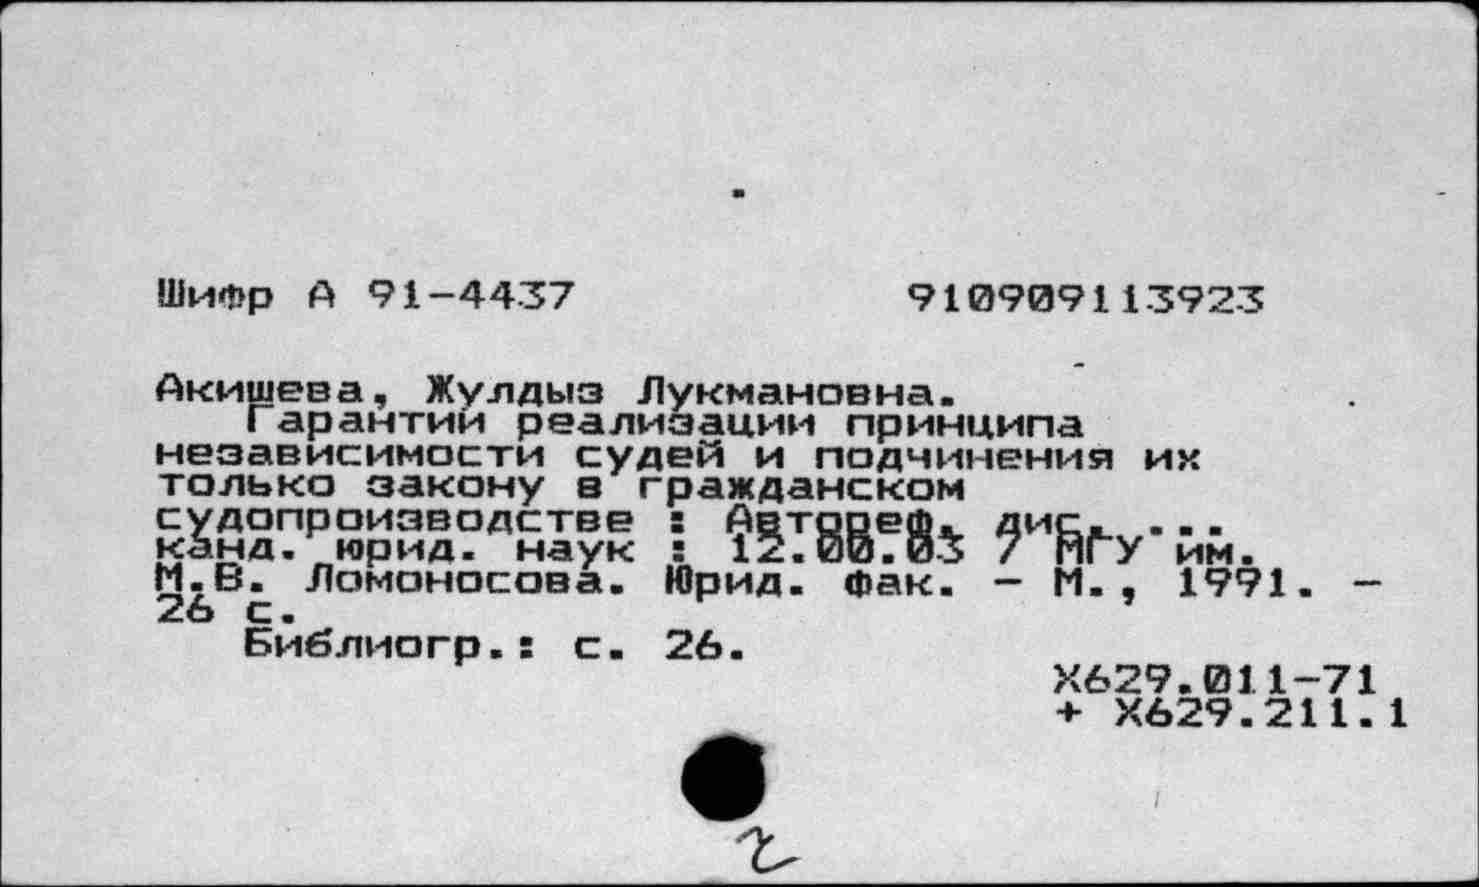 Шифр А 91-4437 910909113923
Акишева, Жулдыз Лукмановна.
Гарантии реализации принципа
независимости судей и подчинения их
только закону в гражданском
судопроизводстве : Автореф. дис. ...
канд. юрид. наук : 12.00.03 / МГУ им.
М.В. Ломоносова. Юрид. фак. - М., 1991. -
26 с.
Библиогр.: с. 26.
Х629.011-71
+ Х629.211.1